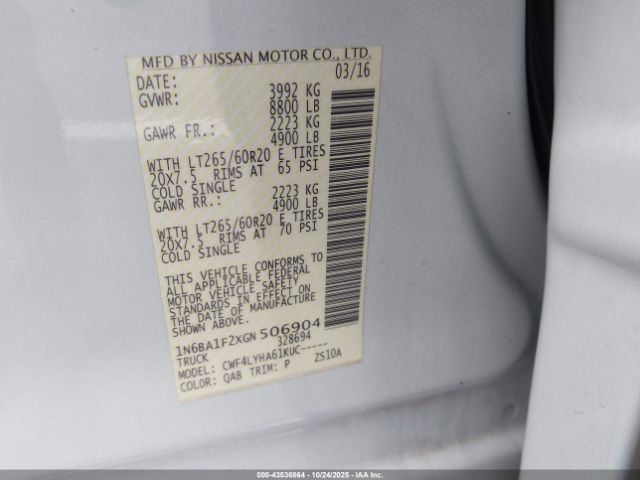 MFD BY NISSAN MOTOR CO., LTD.
DATE: 03/16
GVWR: 3992 KG
8800 LB
GAWR FR.: 2223 KG
4900 LB
WITH LT265/60R20 E TIRES
20X7.5 RIMS AT 65 PSI
COLD SINGLE
GAWR RR.: 2223 KG
4900 LB
WITH LT265/60R20 E TIRES
20X7.5 RIMS AT 70 PSI
COLD SINGLE
THIS VEHICLE CONFORMS TO
ALL APPLICABLE FEDERAL
MOTOR VEHICLE SAFETY
STANDARDS IN EFFECT ON
THE DATE OF MANUFACTURE
SHOWN ABOVE.
1N6BA1F2XGN506904
TRUCK 328694
MODEL: CWF4LYHA61KUC-----
COLOR: QAB TRIM: P ZS10A
000-43536864 • 10/24/2025 • IAA Inc.